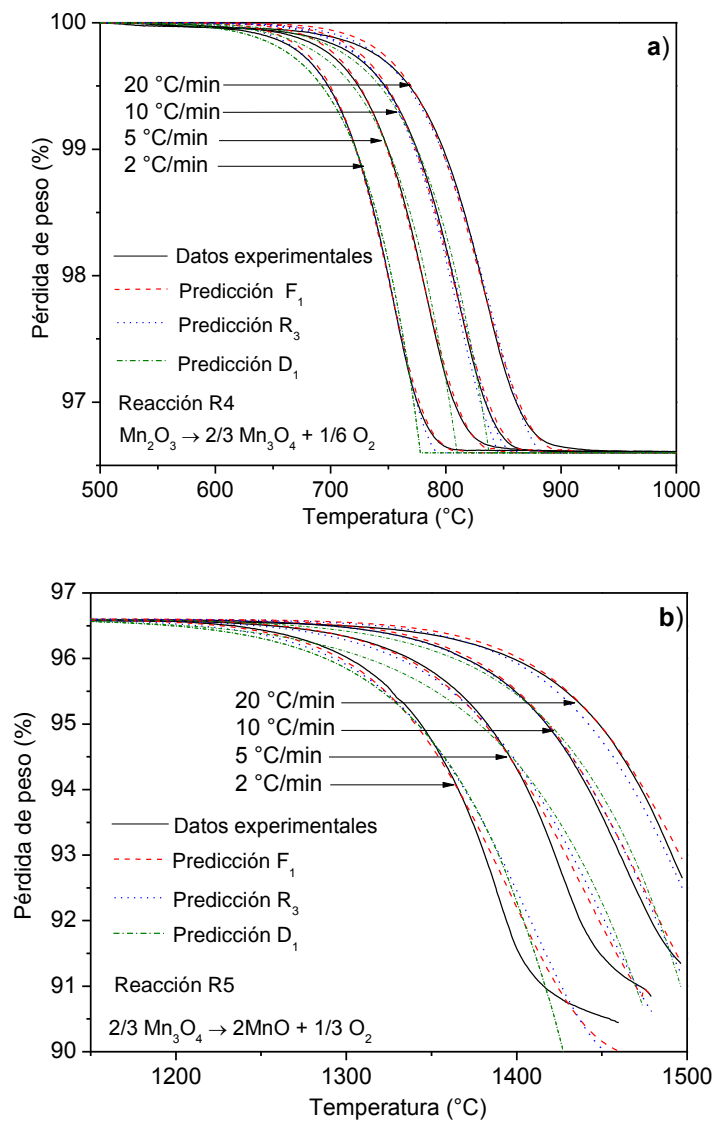 100
a)
20 °C/min
10 °C/min
5 °C/min
2 °C/min
99
Pérdida de peso (%)
Datos experimentales
98
Predicción F₁
Predicción R₃
Predicción D₁
97
Reacción R4
Mn₂O₃ → 2/3 Mn₃O₄ + 1/6 O₂
500 600 700 800 900 1000
Temperatura (°C)
97
b)
96
20 °C/min
95
10 °C/min
5 °C/min
94
2 °C/min
Pérdida de peso (%)
Datos experimentales
93
Predicción F₁
Predicción R₃
92
Predicción D₁
91
Reacción R5
2/3 Mn₃O₄ → 2MnO + 1/3 O₂
90
1200 1300 1400 1500
Temperatura (°C)